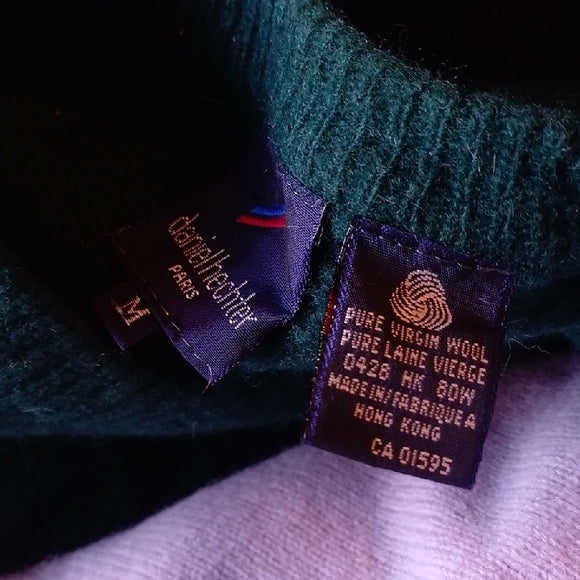 danielhechter
PARIS
M
PURE VIRGIN WOOL
PURE LAINE VIERGE
0428 HK 80W
MADE IN/FABRIQUE A
HONG KONG
CA 01595